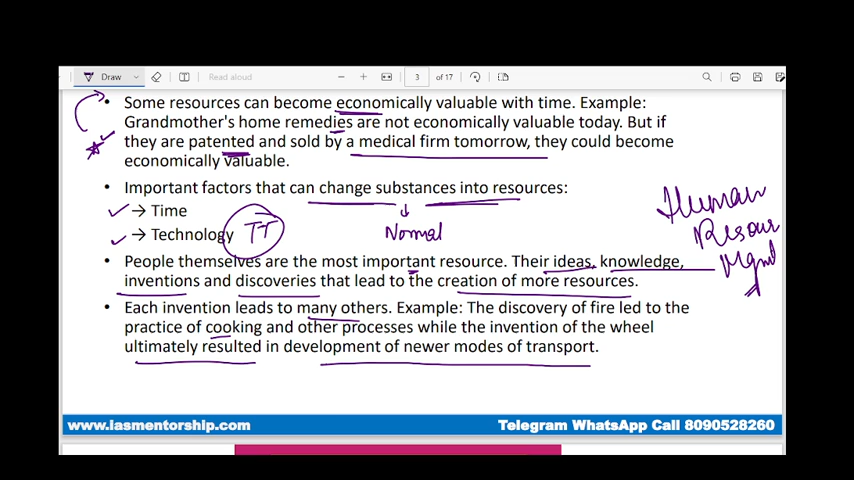 Draw
Read aloud
3
of 17
• Some resources can become economically valuable with time. Example:
Grandmother's home remedies are not economically valuable today. But if
they are patented and sold by a medical firm tomorrow, they could become
economically valuable.
• Important factors that can change substances into resources:
→ Time
→ Technology
TT
Normal
Human
Resour
Mgmt
• People themselves are the most important resource. Their ideas, knowledge,
inventions and discoveries that lead to the creation of more resources.
• Each invention leads to many others. Example: The discovery of fire led to the
practice of cooking and other processes while the invention of the wheel
ultimately resulted in development of newer modes of transport.
www.Iasmentorship.com
Telegram WhatsApp Call 8090528260